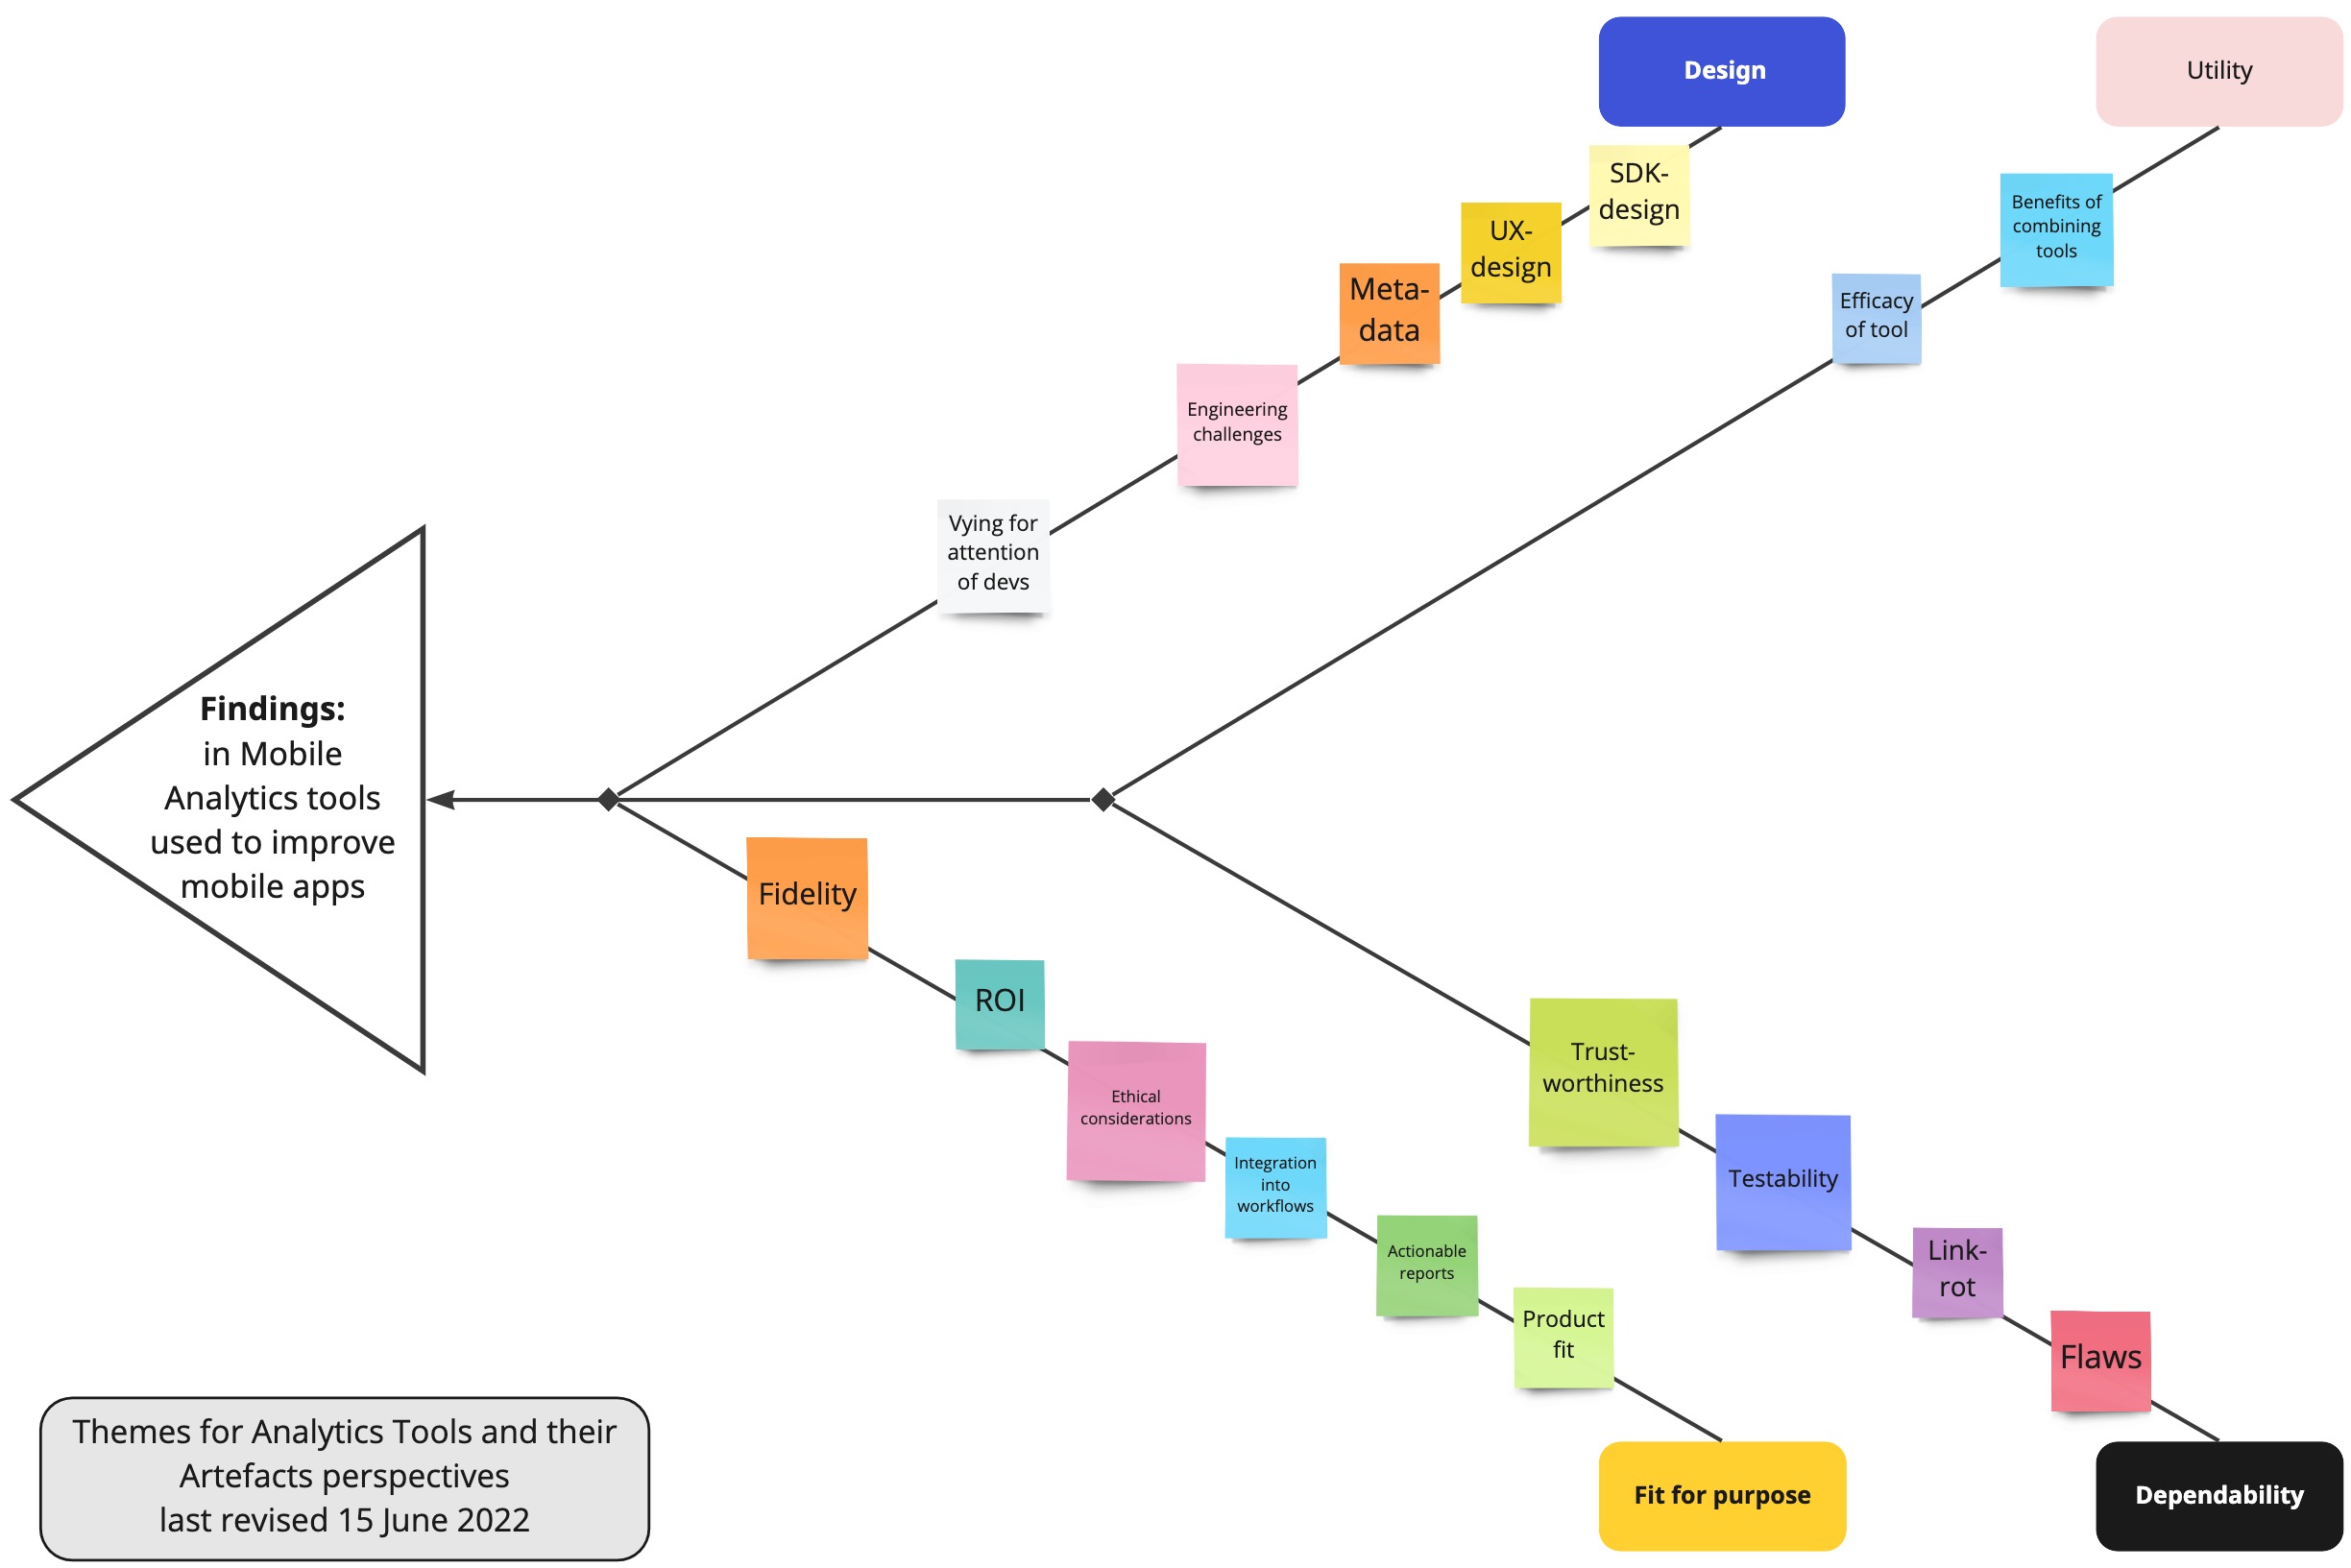 Design
Utility
SDK-
design
Benefits of
combining
tools
UX-
design
Meta-
data
Efficacy
of tool
Engineering
challenges
Vying for
attention
of devs
Findings:
in Mobile
Analytics tools
used to improve
mobile apps
Fidelity
ROI
Ethical
considerations
Integration
into
workflows
Actionable
reports
Product
fit
Trust-
worthiness
Testability
Link-
rot
Flaws
Themes for Analytics Tools and their
Artefacts perspectives
last revised 15 June 2022
Fit for purpose
Dependability